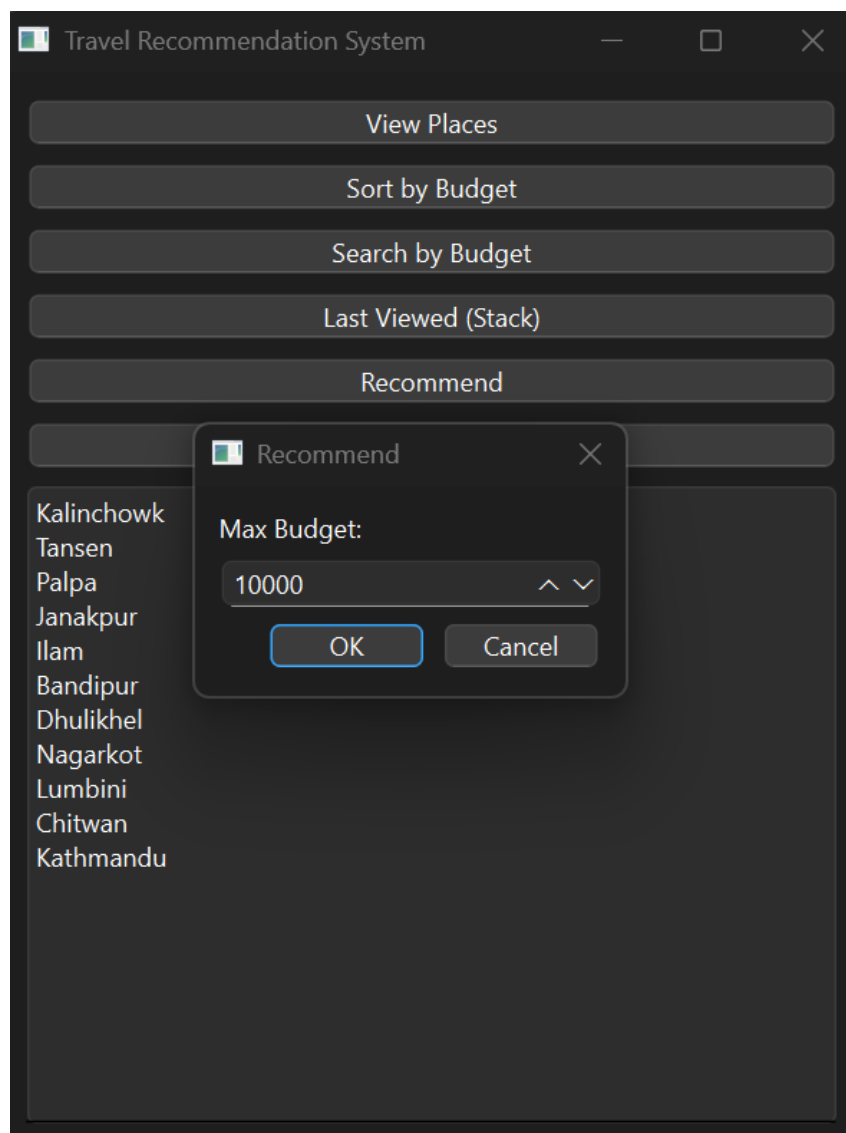 Travel Recommendation System
View Places
Sort by Budget
Search by Budget
Last Viewed (Stack)
Recommend
Recommend
Max Budget:
10000
OK
Cancel
Kalinchowk
Tansen
Palpa
Janakpur
Ilam
Bandipur
Dhulikhel
Nagarkot
Lumbini
Chitwan
Kathmandu